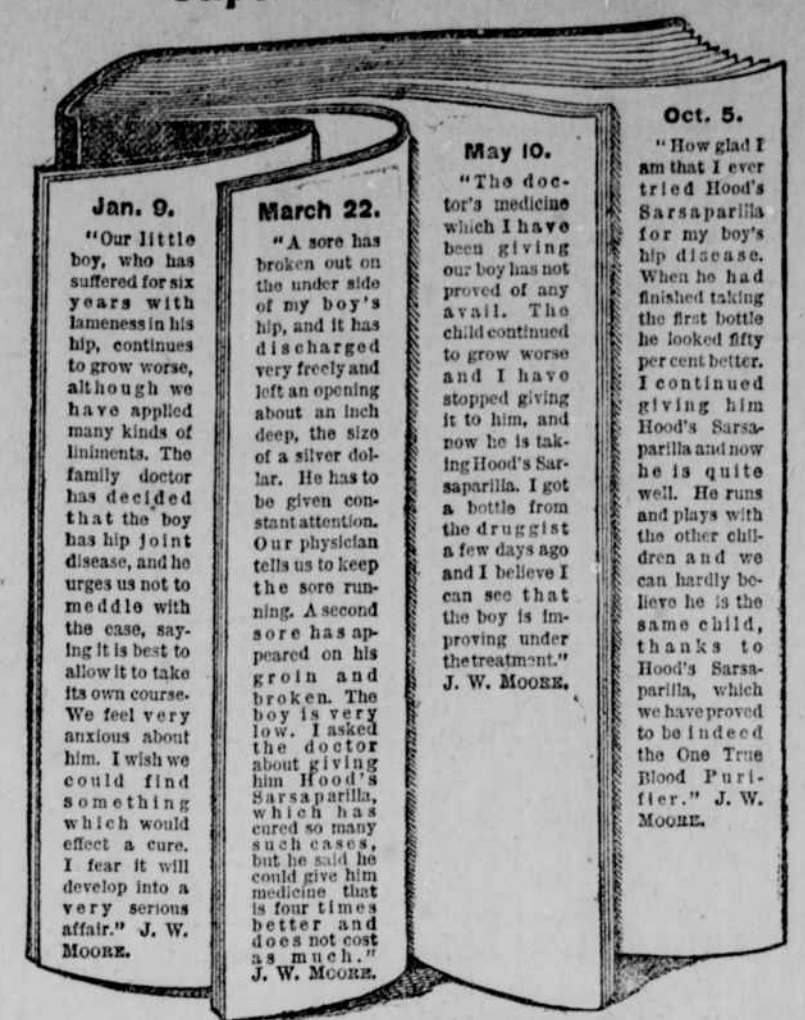 Jan. 9.
"Our little
boy, who has
suffered for six
years with
lameness in his
hip, continues
to grow worse,
although we
have applied
many kinds of
liniments. The
family doctor
has decided
that the boy
has hip joint
disease, and he
urges us not to
meddle with
the case, say-
ing it is best to
allow it to take
its own course.
We feel very
anxious about
him. I wish we
could find
something
which would
effect a cure.
I fear it will
develop into a
very serious
affair." J. W.
MOORE.
March 22.
"A sore has
broken out on
the under side
of my boy's
hip, and it has
discharged
very freely and
left an opening
about an inch
deep, the size
of a silver dol-
lar. He has to
be given con-
stant attention.
Our physician
tells us to keep
the sore run-
ning. A second
sore has ap-
peared on his
groin and
broken. The
boy is very
low. I asked
the doctor
about giving
him Hood's
Sarsaparilla,
which has
cured so many
such cases,
but he said he
could give him
medicine that
is four times
better and
does not cost
as much."
J. W. MOORE.
May 10.
"The doc-
tor's medicine
which I have
been giving
our boy has not
proved of any
avail. The
child continued
to grow worse
and I have
stopped giving
it to him, and
now he is tak-
ing Hood's Sar-
saparilla. I got
a bottle from
the druggist
a few days ago
and I believe I
can see that
the boy is im-
proving under
the treatment."
J. W. MOORE.
Oct. 5.
"How glad I
am that I ever
tried Hood's
Sarsaparilla
for my boy's
hip disease.
When he had
finished taking
the first bottle
he looked fifty
per cent better.
I continued
giving him
Hood's Sarsa-
parilla and now
he is quite
well. He runs
and plays with
the other chil-
dren and we
can hardly be-
lieve he is the
same child,
thanks to
Hood's Sarsa-
parilla, which
we have proved
to be indeed
the One True
Blood Puri-
fier." J. W.
MOORE.